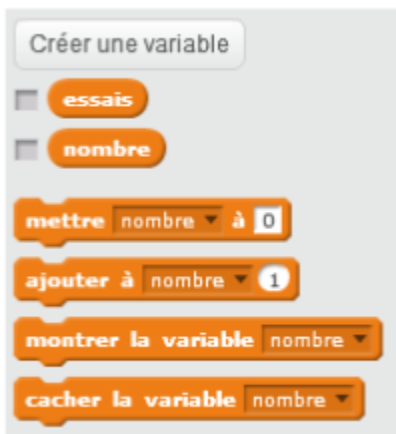 Créer une variable
essais
nombre
mettre nombre à 0
ajouter à nombre 1
montrer la variable nombre
cacher la variable nombre